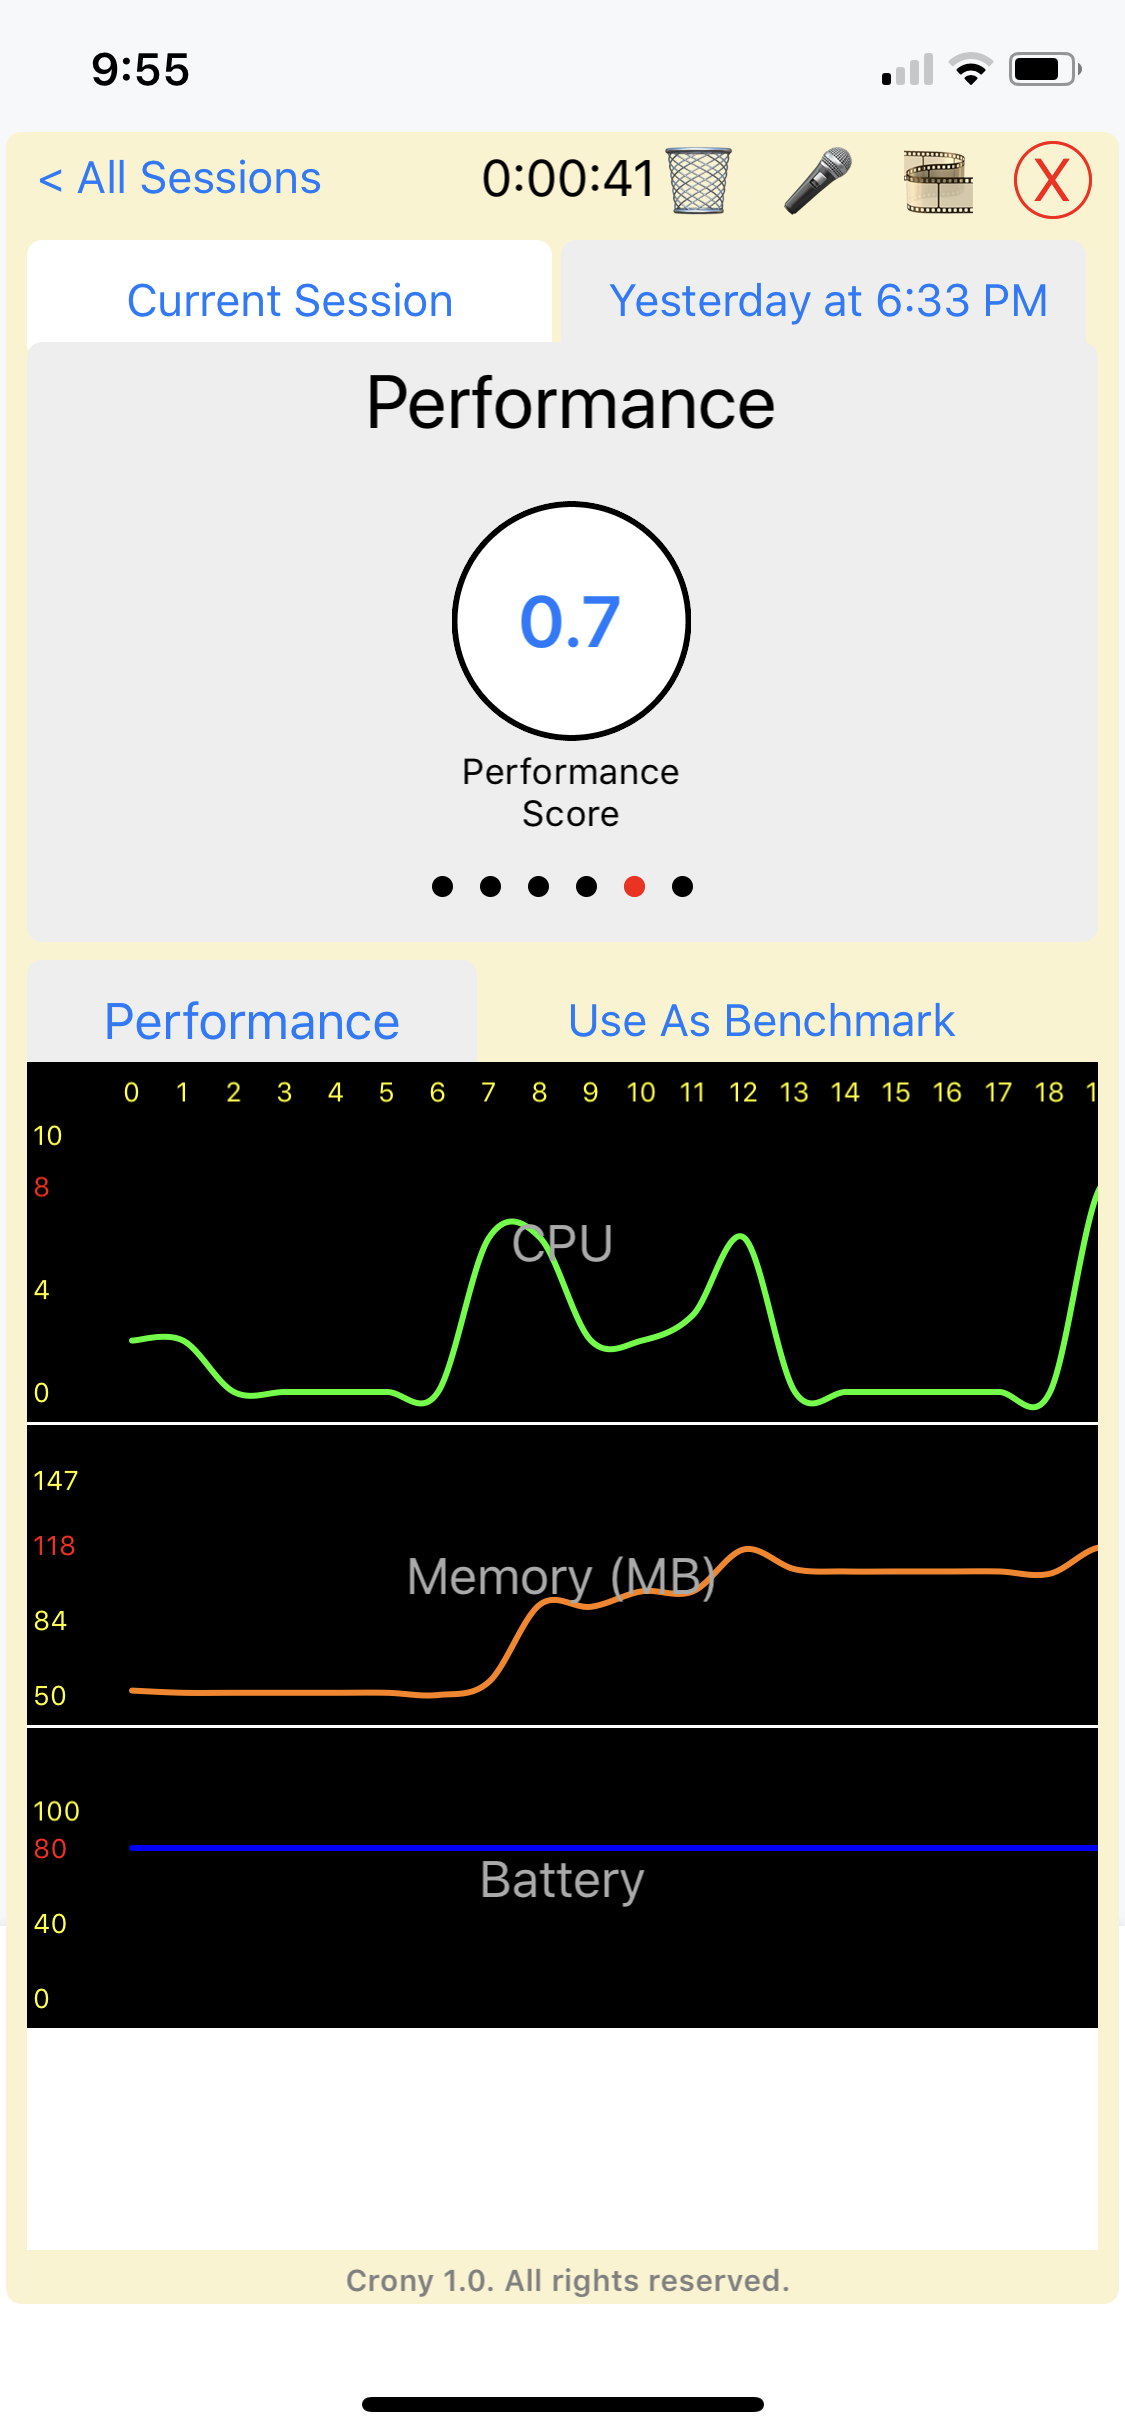 9:55
< All Sessions 0:00:41 X
Current Session Yesterday at 6:33 PM
Performance
0.7
Performance
Score
Performance Use As Benchmark
0 1 2 3 4 5 6 7 8 9 10 11 12 13 14 15 16 17 18 1
10
8
CPU
4
0
147
118
Memory (MB)
84
50
100
80
Battery
40
0
Crony 1.0. All rights reserved.